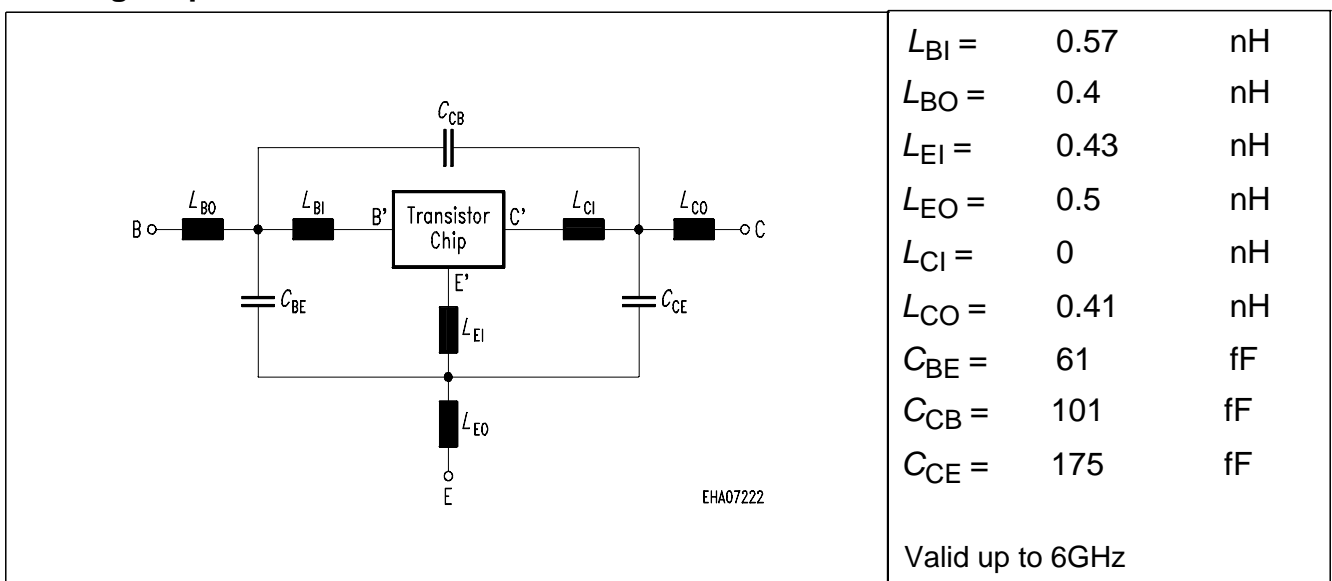 C_CB
L_BO
L_BI
B'
Transistor
Chip
C'
L_CI
L_CO
B
C
E'
C_BE
L_EI
C_CE
L_EO
E
EHA07222
L_BI = 0.57 nH
L_BO = 0.4 nH
L_EI = 0.43 nH
L_EO = 0.5 nH
L_CI = 0 nH
L_CO = 0.41 nH
C_BE = 61 fF
C_CB = 101 fF
C_CE = 175 fF
Valid up to 6GHz